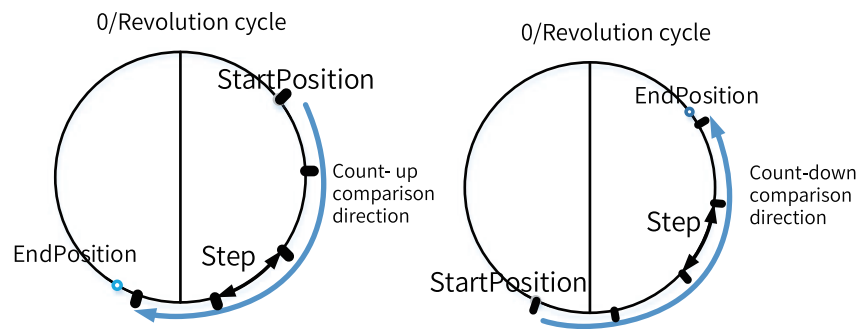 0/Revolution cycle
StartPosition
Count- up
comparison
direction
EndPosition
Step
0/Revolution cycle
EndPosition
Count-down
comparison
direction
Step
StartPosition